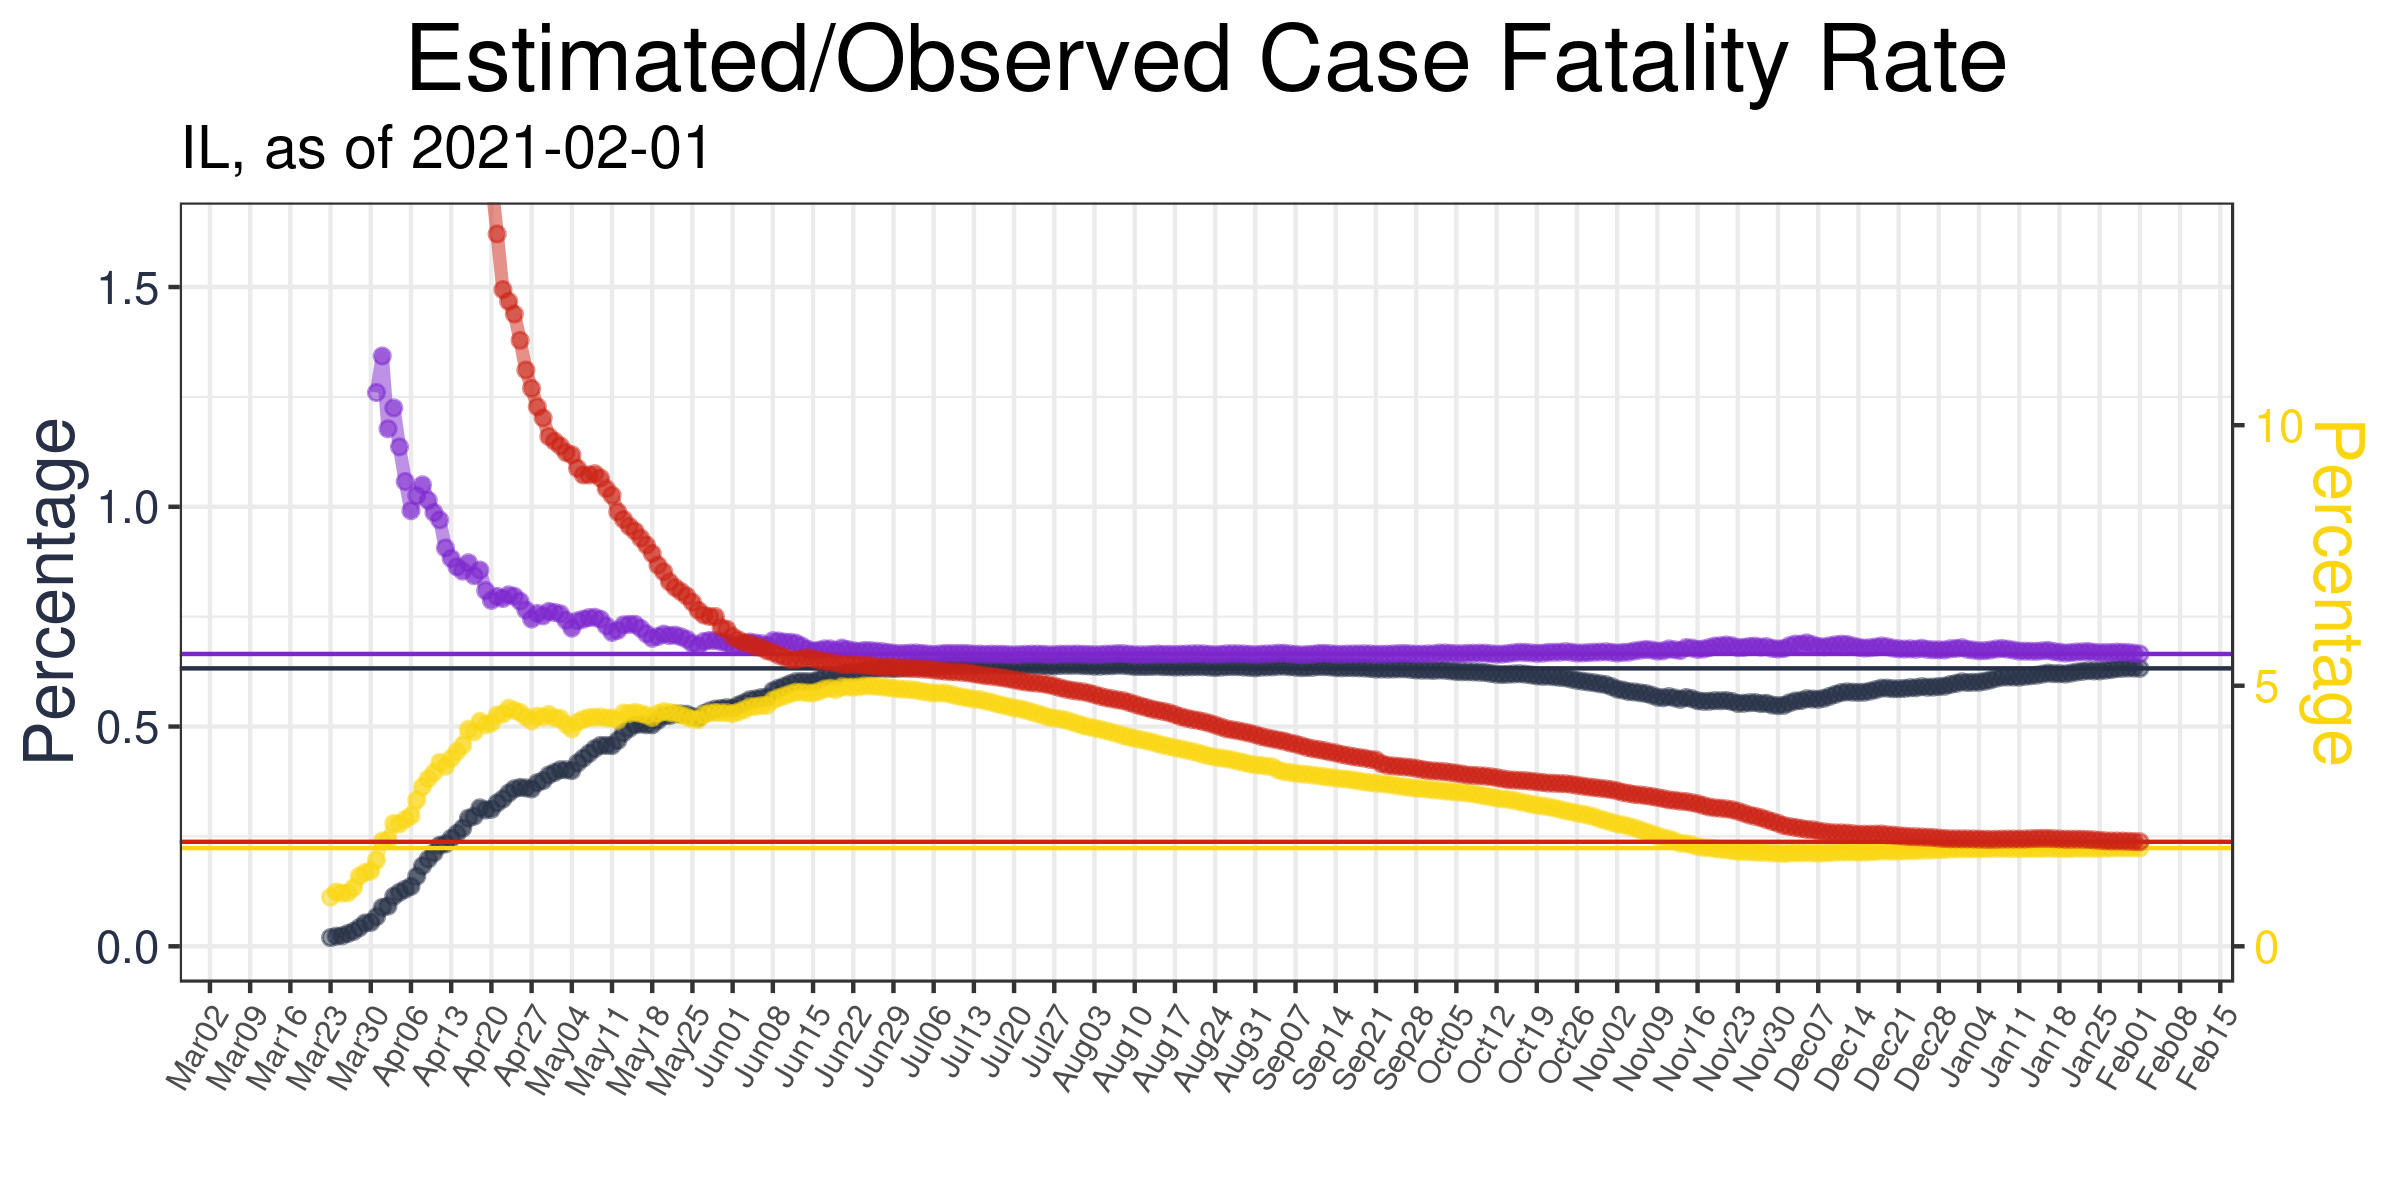 Estimated/Observed Case Fatality Rate
IL, as of 2021-02-01
Percentage
1.5
1.0
0.5
0.0
10
5
0
Percentage
Mar02 Mar09 Mar16 Mar23 Mar30 Apr06 Apr13 Apr20 Apr27 May04 May11 May18 May25 Jun01 Jun08 Jun15 Jun22 Jun29 Jul06 Jul13 Jul20 Jul27 Aug03 Aug10 Aug17 Aug24 Aug31 Sep07 Sep14 Sep21 Sep28 Oct05 Oct12 Oct19 Oct26 Nov02 Nov09 Nov16 Nov23 Nov30 Dec07 Dec14 Dec21 Dec28 Jan04 Jan11 Jan18 Jan25 Feb01 Feb08 Feb15